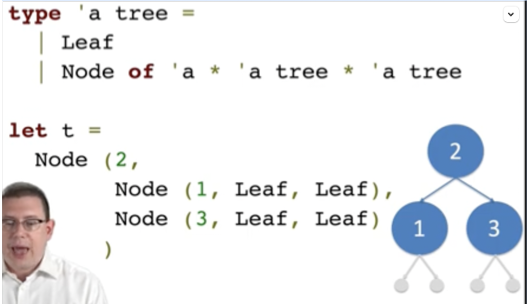 type 'a tree =
| Leaf
| Node of 'a * 'a tree * 'a tree
let t =
Node (2,
Node (1, Leaf, Leaf),
Node (3, Leaf, Leaf)
)
2
1
3